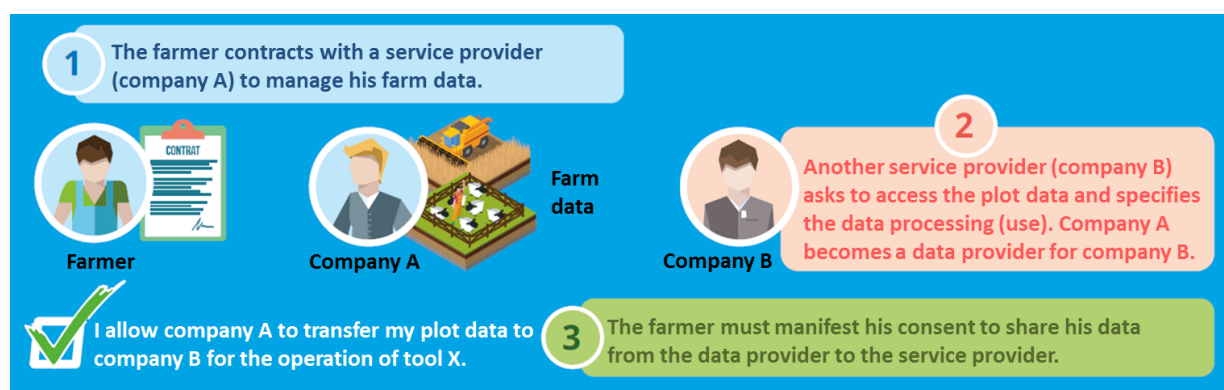 1
The farmer contracts with a service provider
(company A) to manage his farm data.
CONTRAT
Farmer
Company A
Farm
data
Company B
2
Another service provider (company B)
asks to access the plot data and specifies
the data processing (use). Company A
becomes a data provider for company B.
I allow company A to transfer my plot data to
company B for the operation of tool X.
3
The farmer must manifest his consent to share his data
from the data provider to the service provider.